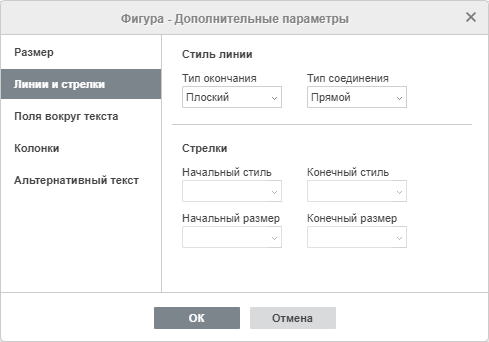 Фигура - Дополнительные параметры
Размер
Линии и стрелки
Поля вокруг текста
Колонки
Альтернативный текст
Стиль линии
Тип окончания Тип соединения
Плоский Прямой
Стрелки
Начальный стиль Конечный стиль
Начальный размер Конечный размер
ОК Отмена